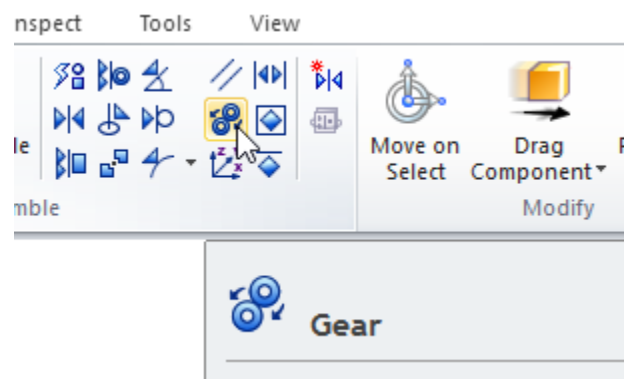 nspect Tools View
le
Move on Select
Drag Component
mble
Modify
Gear